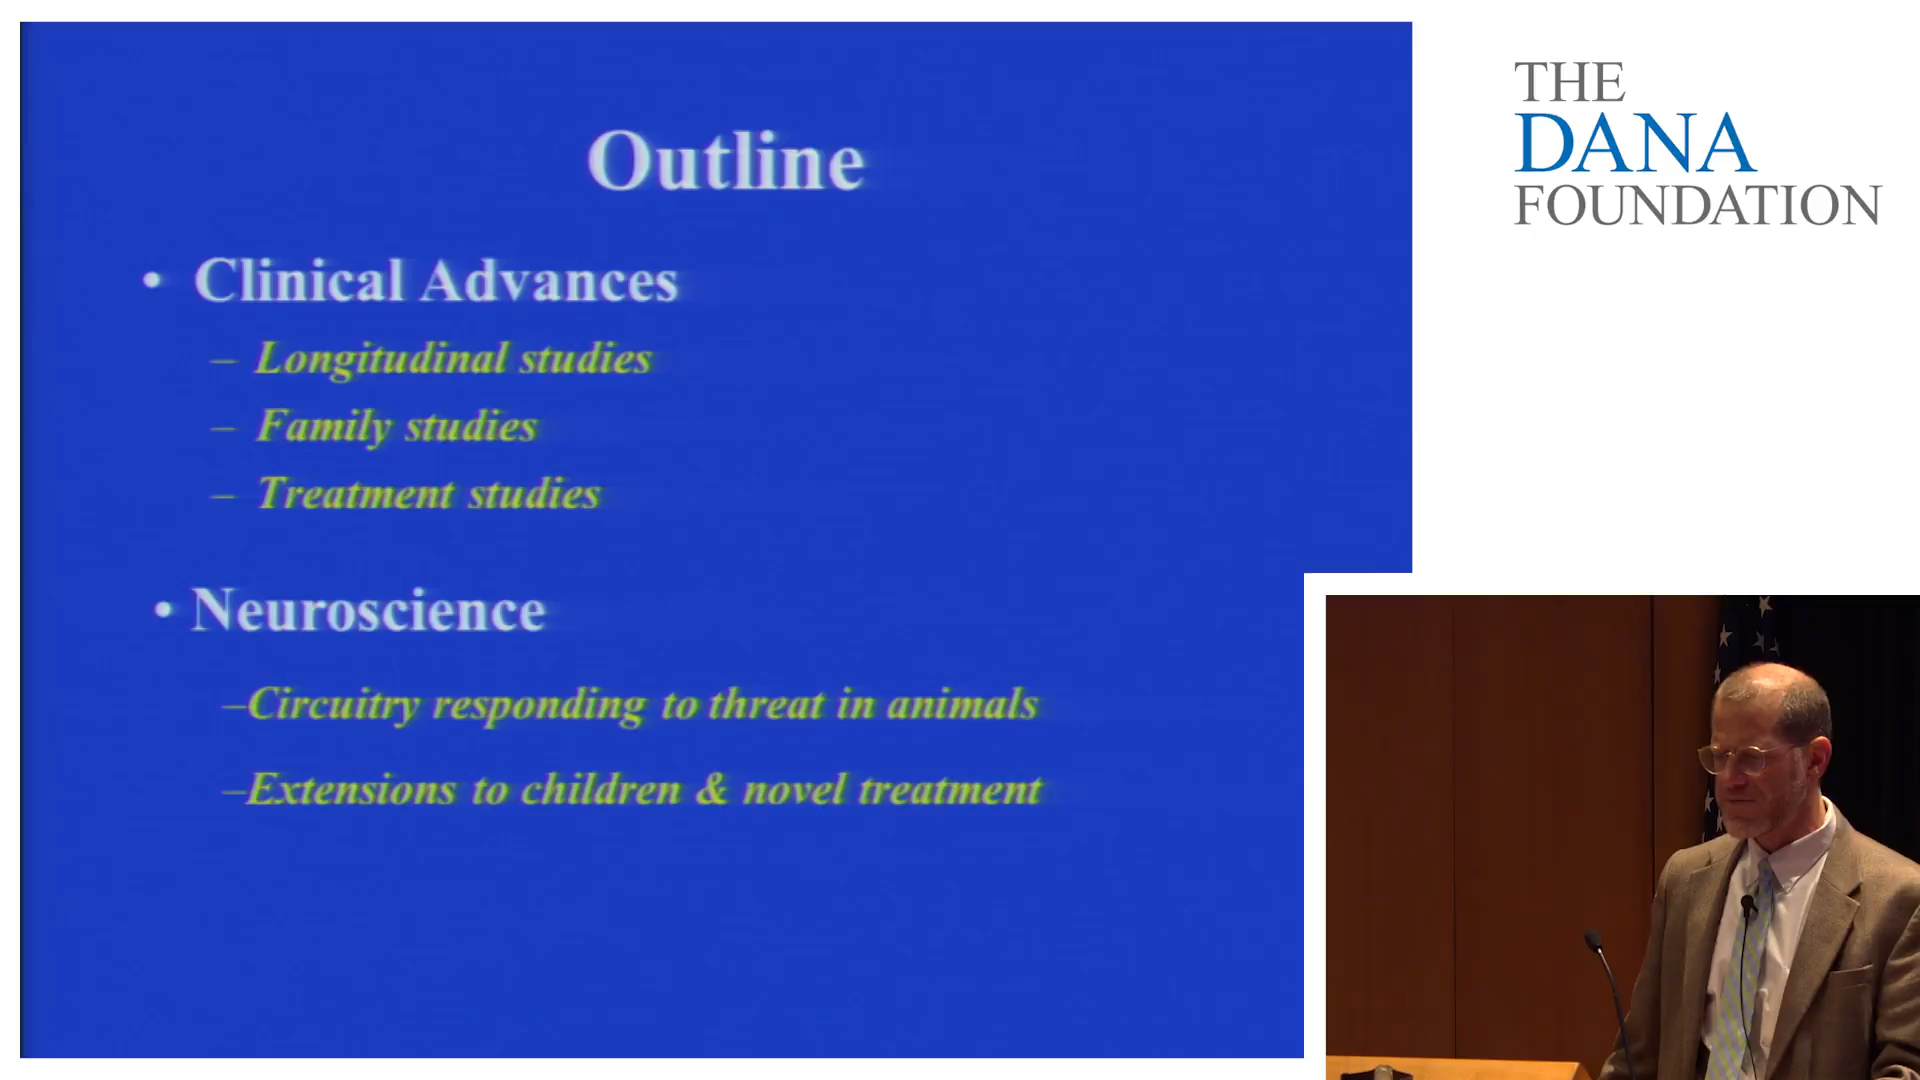 Outline
• Clinical Advances
– Longitudinal studies
– Family studies
– Treatment studies
• Neuroscience
–Circuitry responding to threat in animals
–Extensions to children & novel treatment
THE
DANA
FOUNDATION